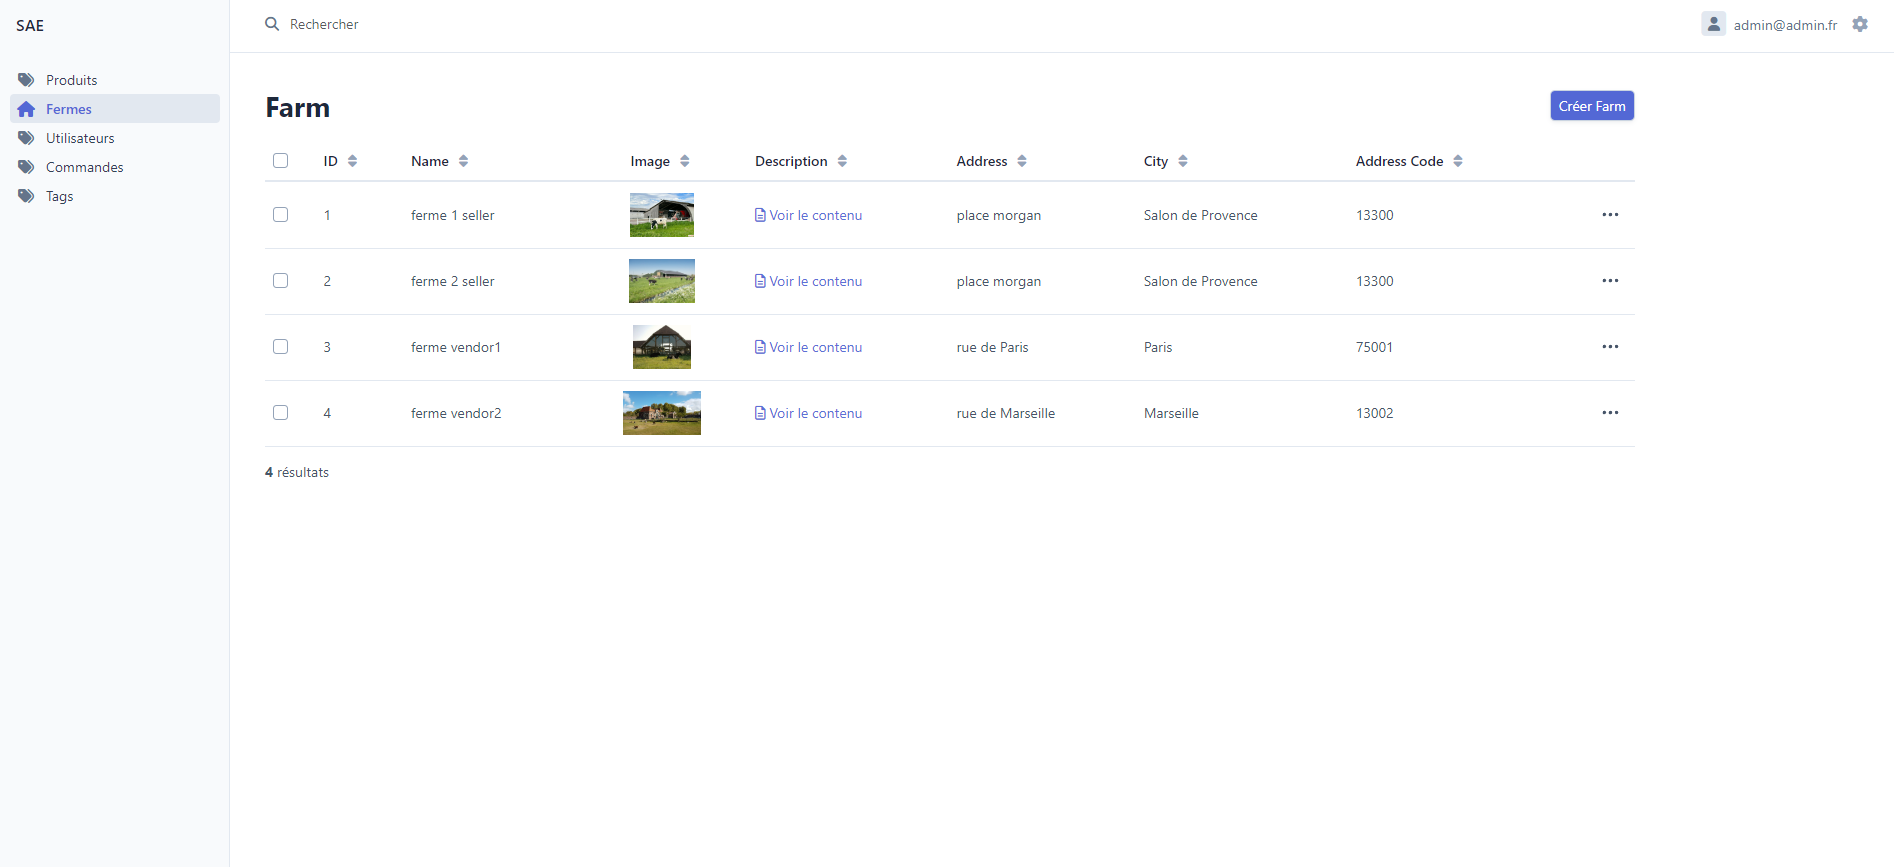 SAE
Rechercher
admin@admin.fr
Produits
Fermes
Utilisateurs
Commandes
Tags
Farm
Créer Farm
ID Name Image Description Address City Address Code
1 ferme 1 seller Voir le contenu place morgan Salon de Provence 13300
2 ferme 2 seller Voir le contenu place morgan Salon de Provence 13300
3 ferme vendor1 Voir le contenu rue de Paris Paris 75001
4 ferme vendor2 Voir le contenu rue de Marseille Marseille 13002
4 résultats